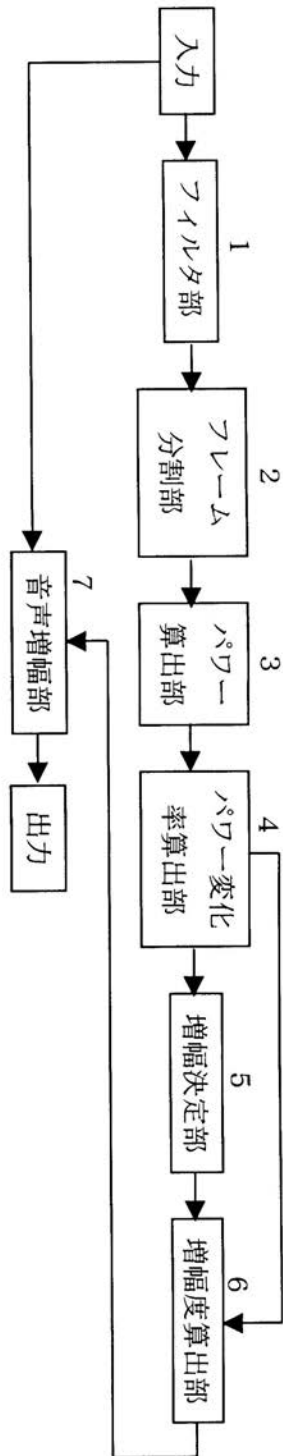 入力
1
フィルタ部
2
フレーム
分割部
3
パワー
算出部
4
パワー変化
率算出部
5
増幅決定部
6
増幅度算出部
7
音声増幅部
出力